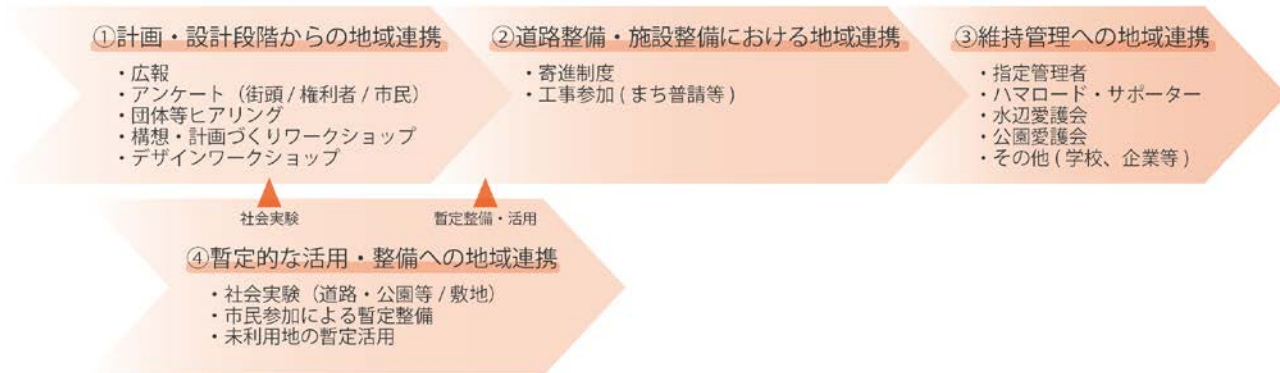 ①計画・設計段階からの地域連携
・広報
・アンケート（街頭 / 権利者 / 市民）
・団体等ヒアリング
・構想・計画づくりワークショップ
・デザインワークショップ
②道路整備・施設整備における地域連携
・寄進制度
・工事参加 ( まち普請等 )
③維持管理への地域連携
・指定管理者
・ハマロード・サポーター
・水辺愛護会
・公園愛護会
・その他 ( 学校、企業等 )
社会実験
暫定整備・活用
④暫定的な活用・整備への地域連携
・社会実験（道路・公園等 / 敷地）
・市民参加による暫定整備
・未利用地の暫定活用